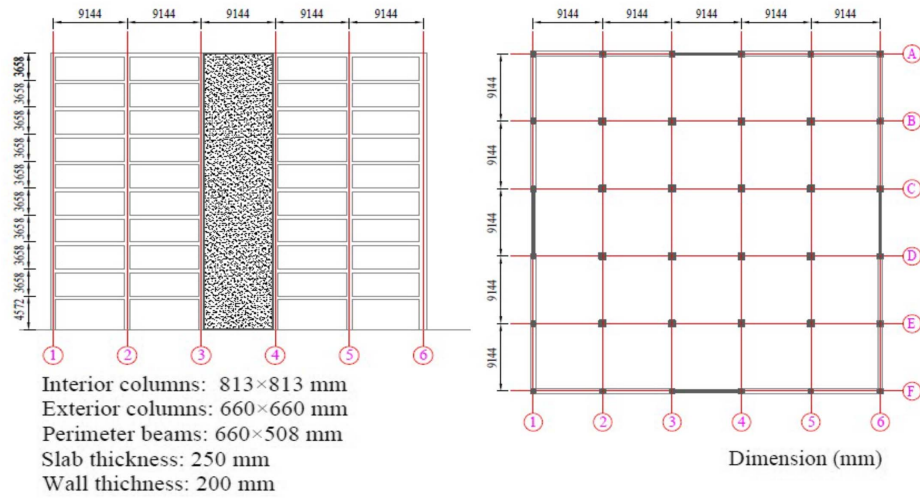 9144 9144 9144 9144 9144
3658
3658
3658
3658
3658
3658
3658
3658
3658
4572
1 2 3 4 5 6
Interior columns: 813×813 mm
Exterior columns: 660×660 mm
Perimeter beams: 660×508 mm
Slab thickness: 250 mm
Wall thichness: 200 mm
9144 9144 9144 9144 9144
A
9144
B
9144
C
9144
D
9144
E
9144
F
1 2 3 4 5 6
Dimension (mm)